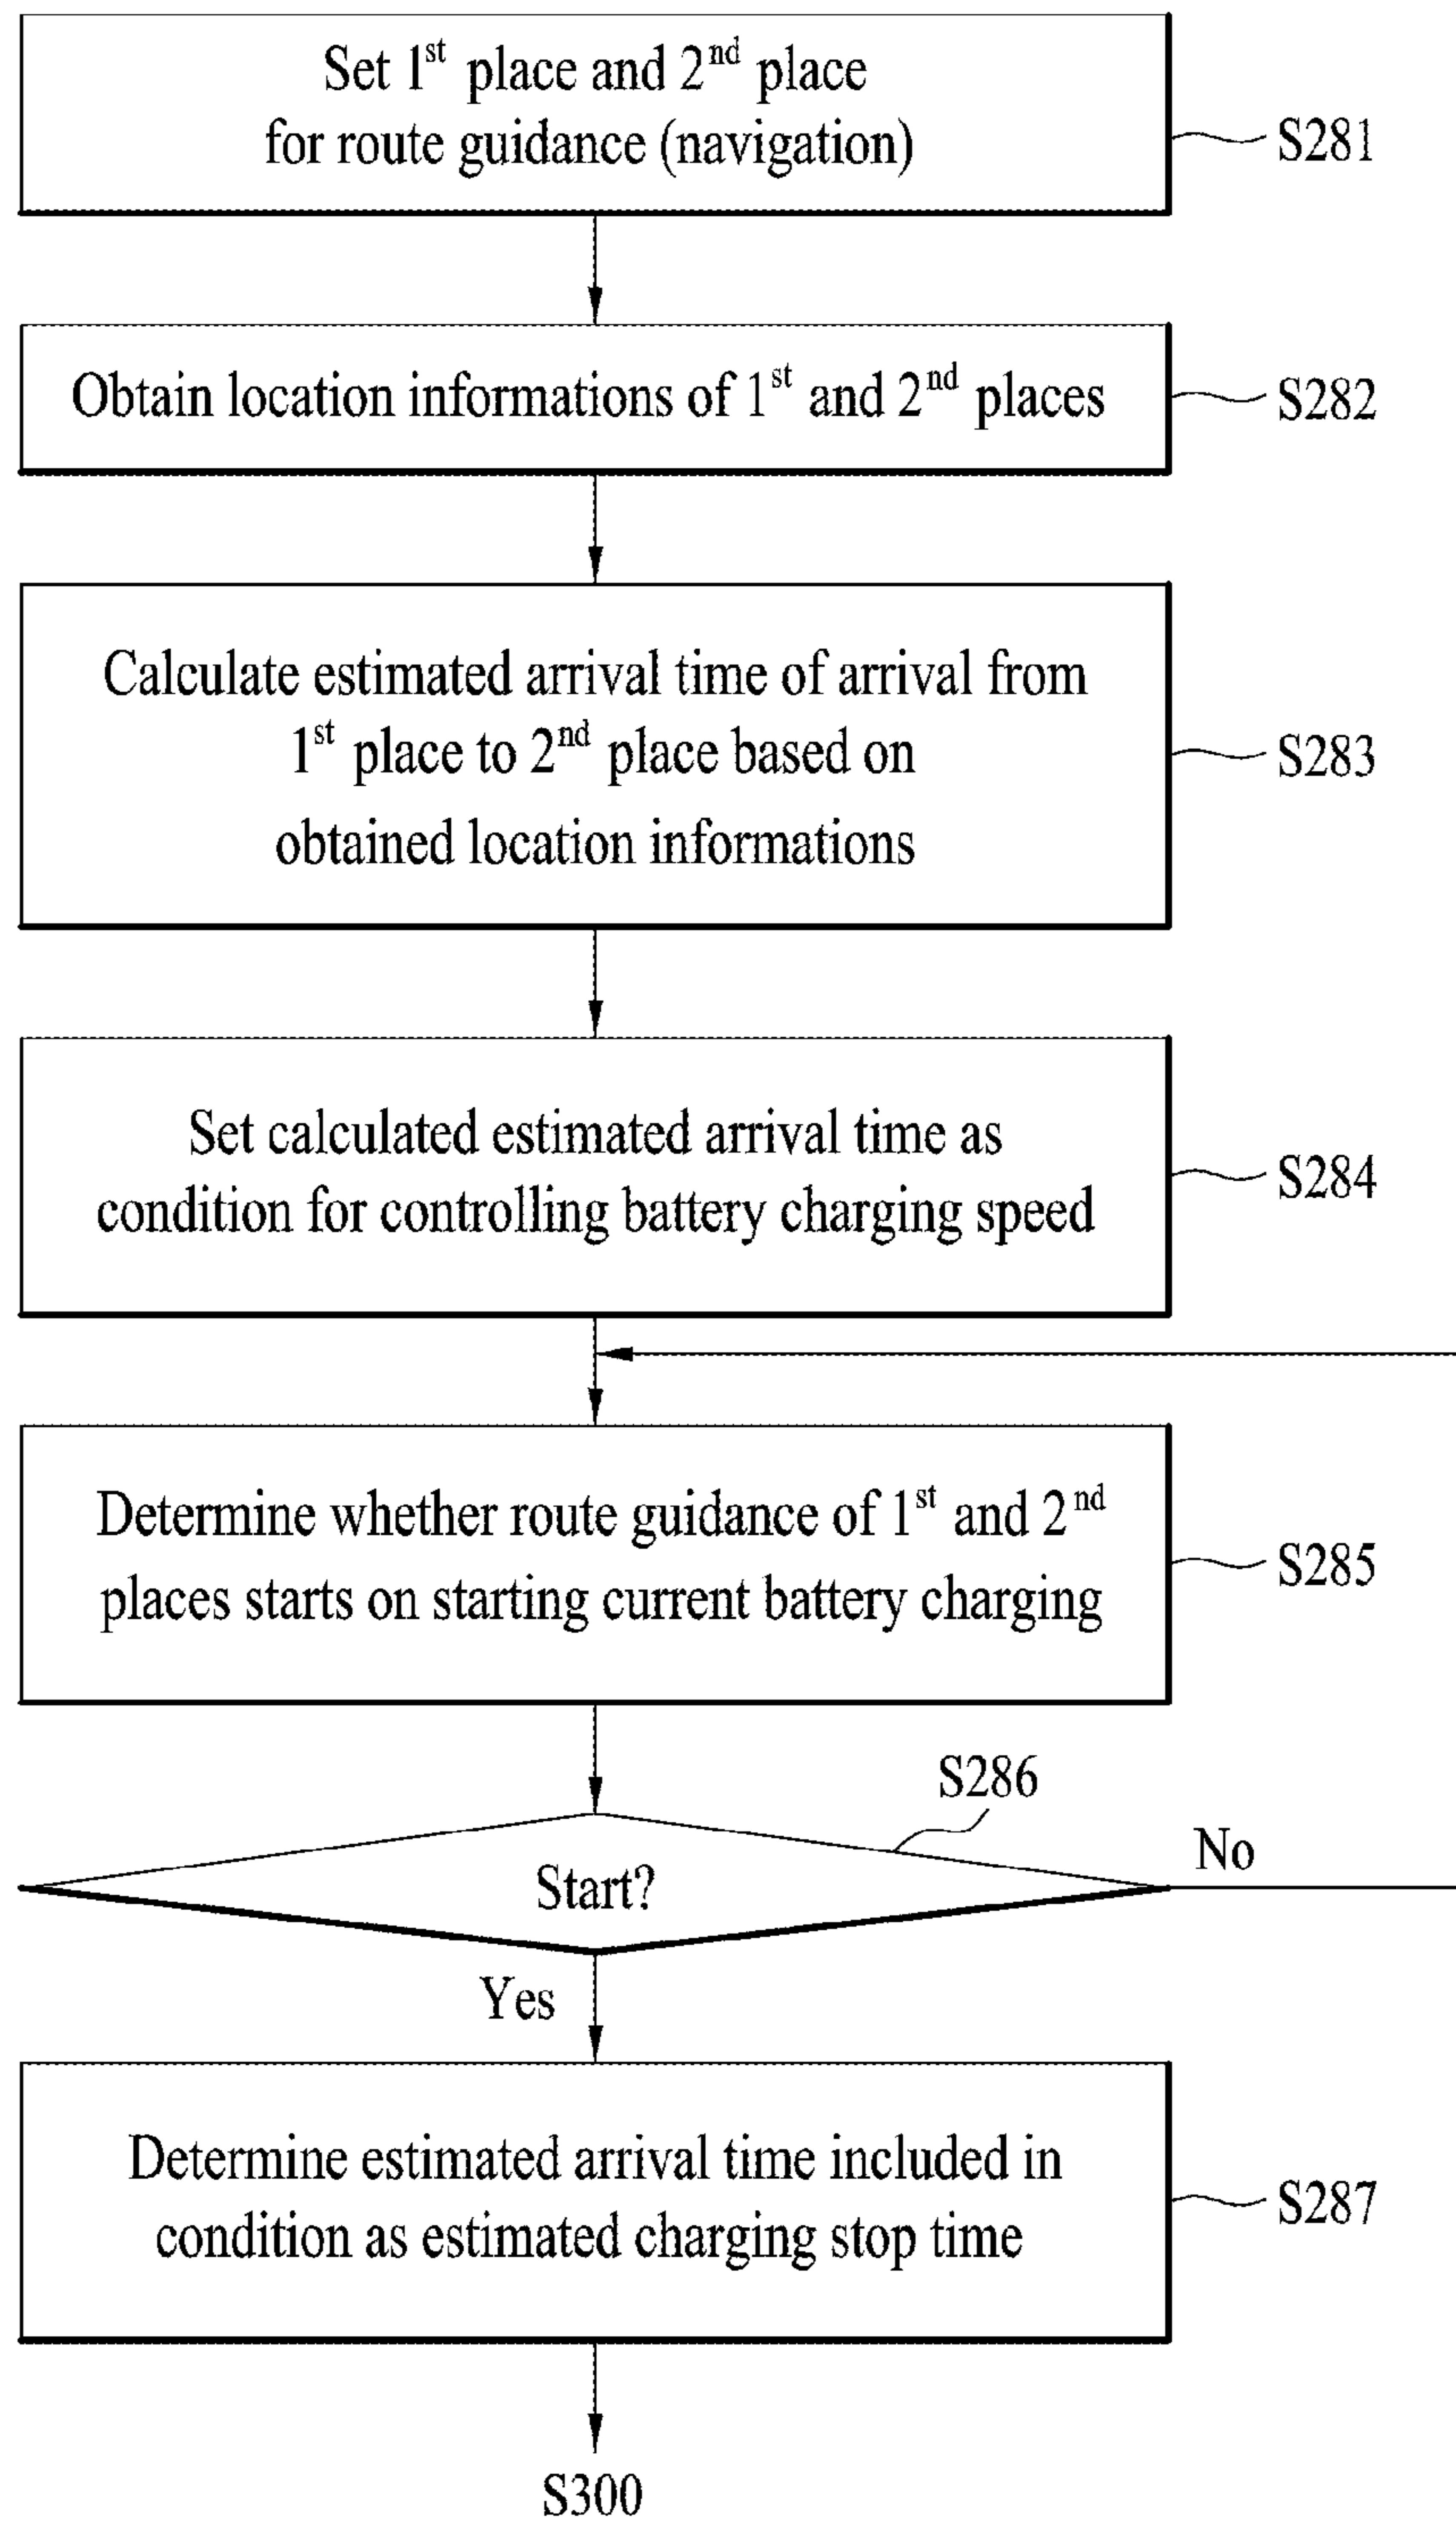 Set 1st place and 2nd place
for route guidance (navigation)
S281
Obtain location informations of 1st and 2nd places
S282
Calculate estimated arrival time of arrival from
1st place to 2nd place based on
obtained location informations
S283
Set calculated estimated arrival time as
condition for controlling battery charging speed
S284
Determine whether route guidance of 1st and 2nd
places starts on starting current battery charging
S285
S286
Start?
No
Yes
Determine estimated arrival time included in
condition as estimated charging stop time
S287
S300